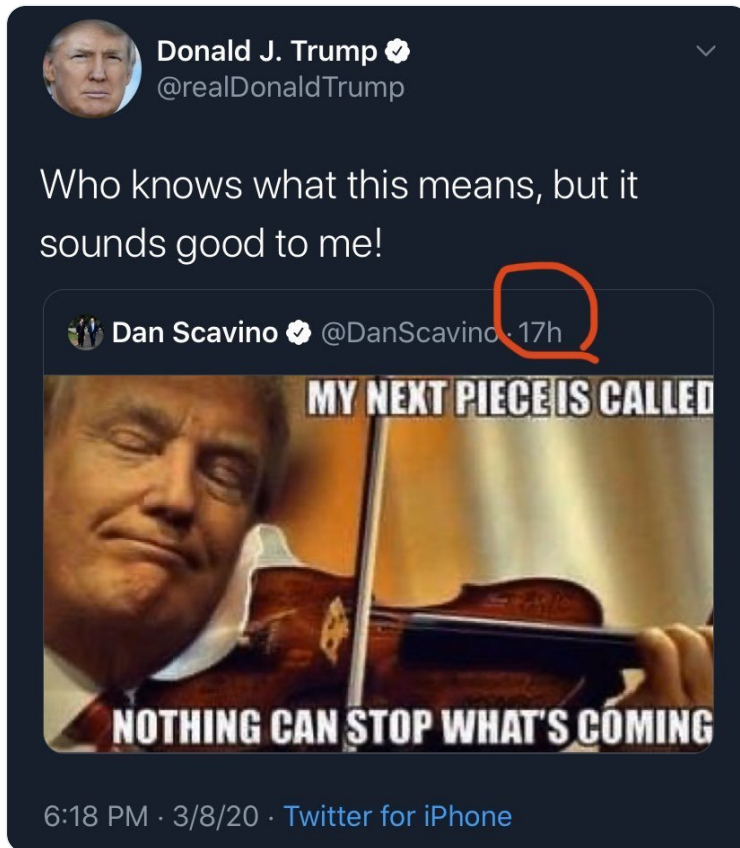 Donald J. Trump
@realDonaldTrump
Who knows what this means, but it
sounds good to me!
Dan Scavino @DanScavino · 17h
MY NEXT PIECE IS CALLED
NOTHING CAN STOP WHAT'S COMING
6:18 PM · 3/8/20 · Twitter for iPhone